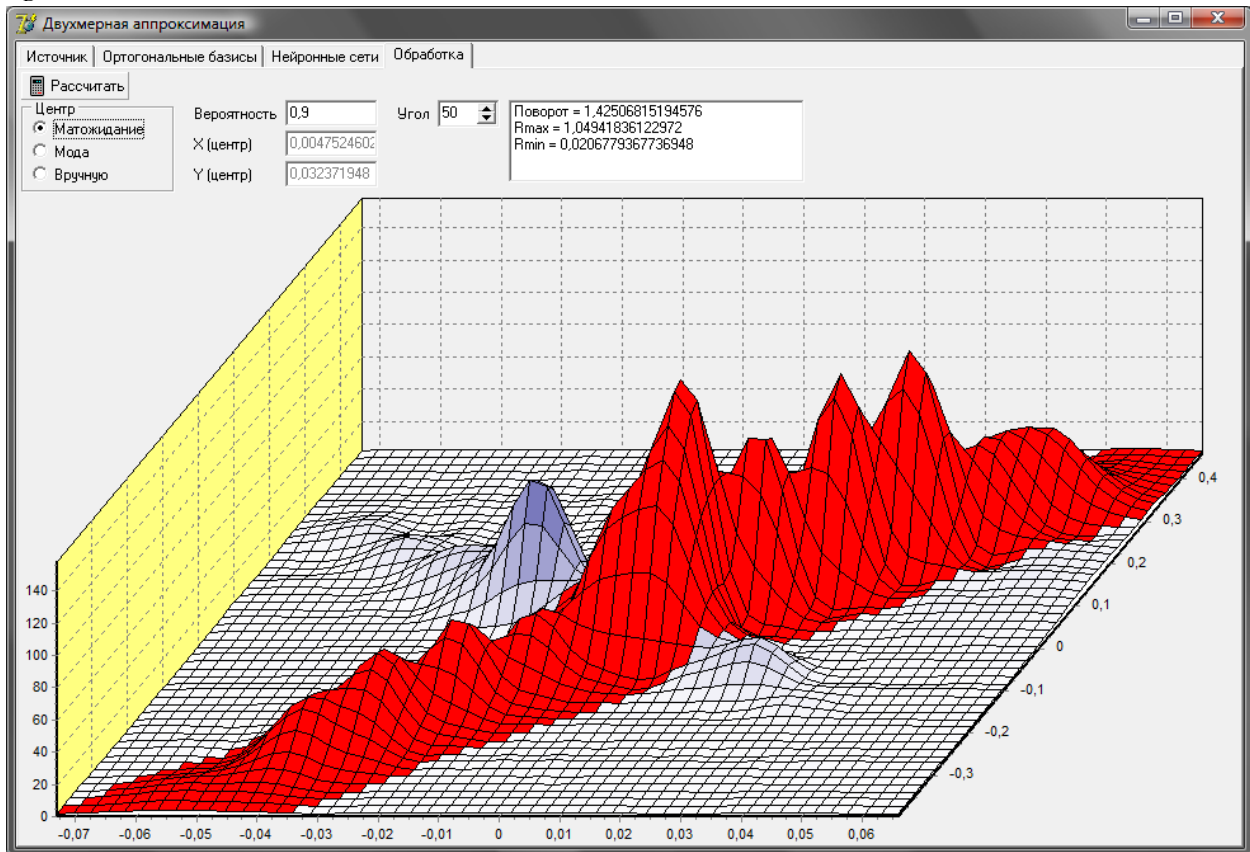 Двухмерная аппроксимация
Источник Ортогональные базисы Нейронные сети Обработка
Рассчитать
Центр
Матожидание
Мода
Вручную
Вероятность 0,9
X (центр) 0,0047524602
Y (центр) 0,032371948
Угол 50
Поворот = 1,42506815194576
Rmax = 1,04941836122972
Rmin = 0,0206779367736948
0,4
0,3
0,2
0,1
0
-0,1
-0,2
-0,3
140
120
100
80
60
40
20
0
-0,07 -0,06 -0,05 -0,04 -0,03 -0,02 -0,01 0 0,01 0,02 0,03 0,04 0,05 0,06